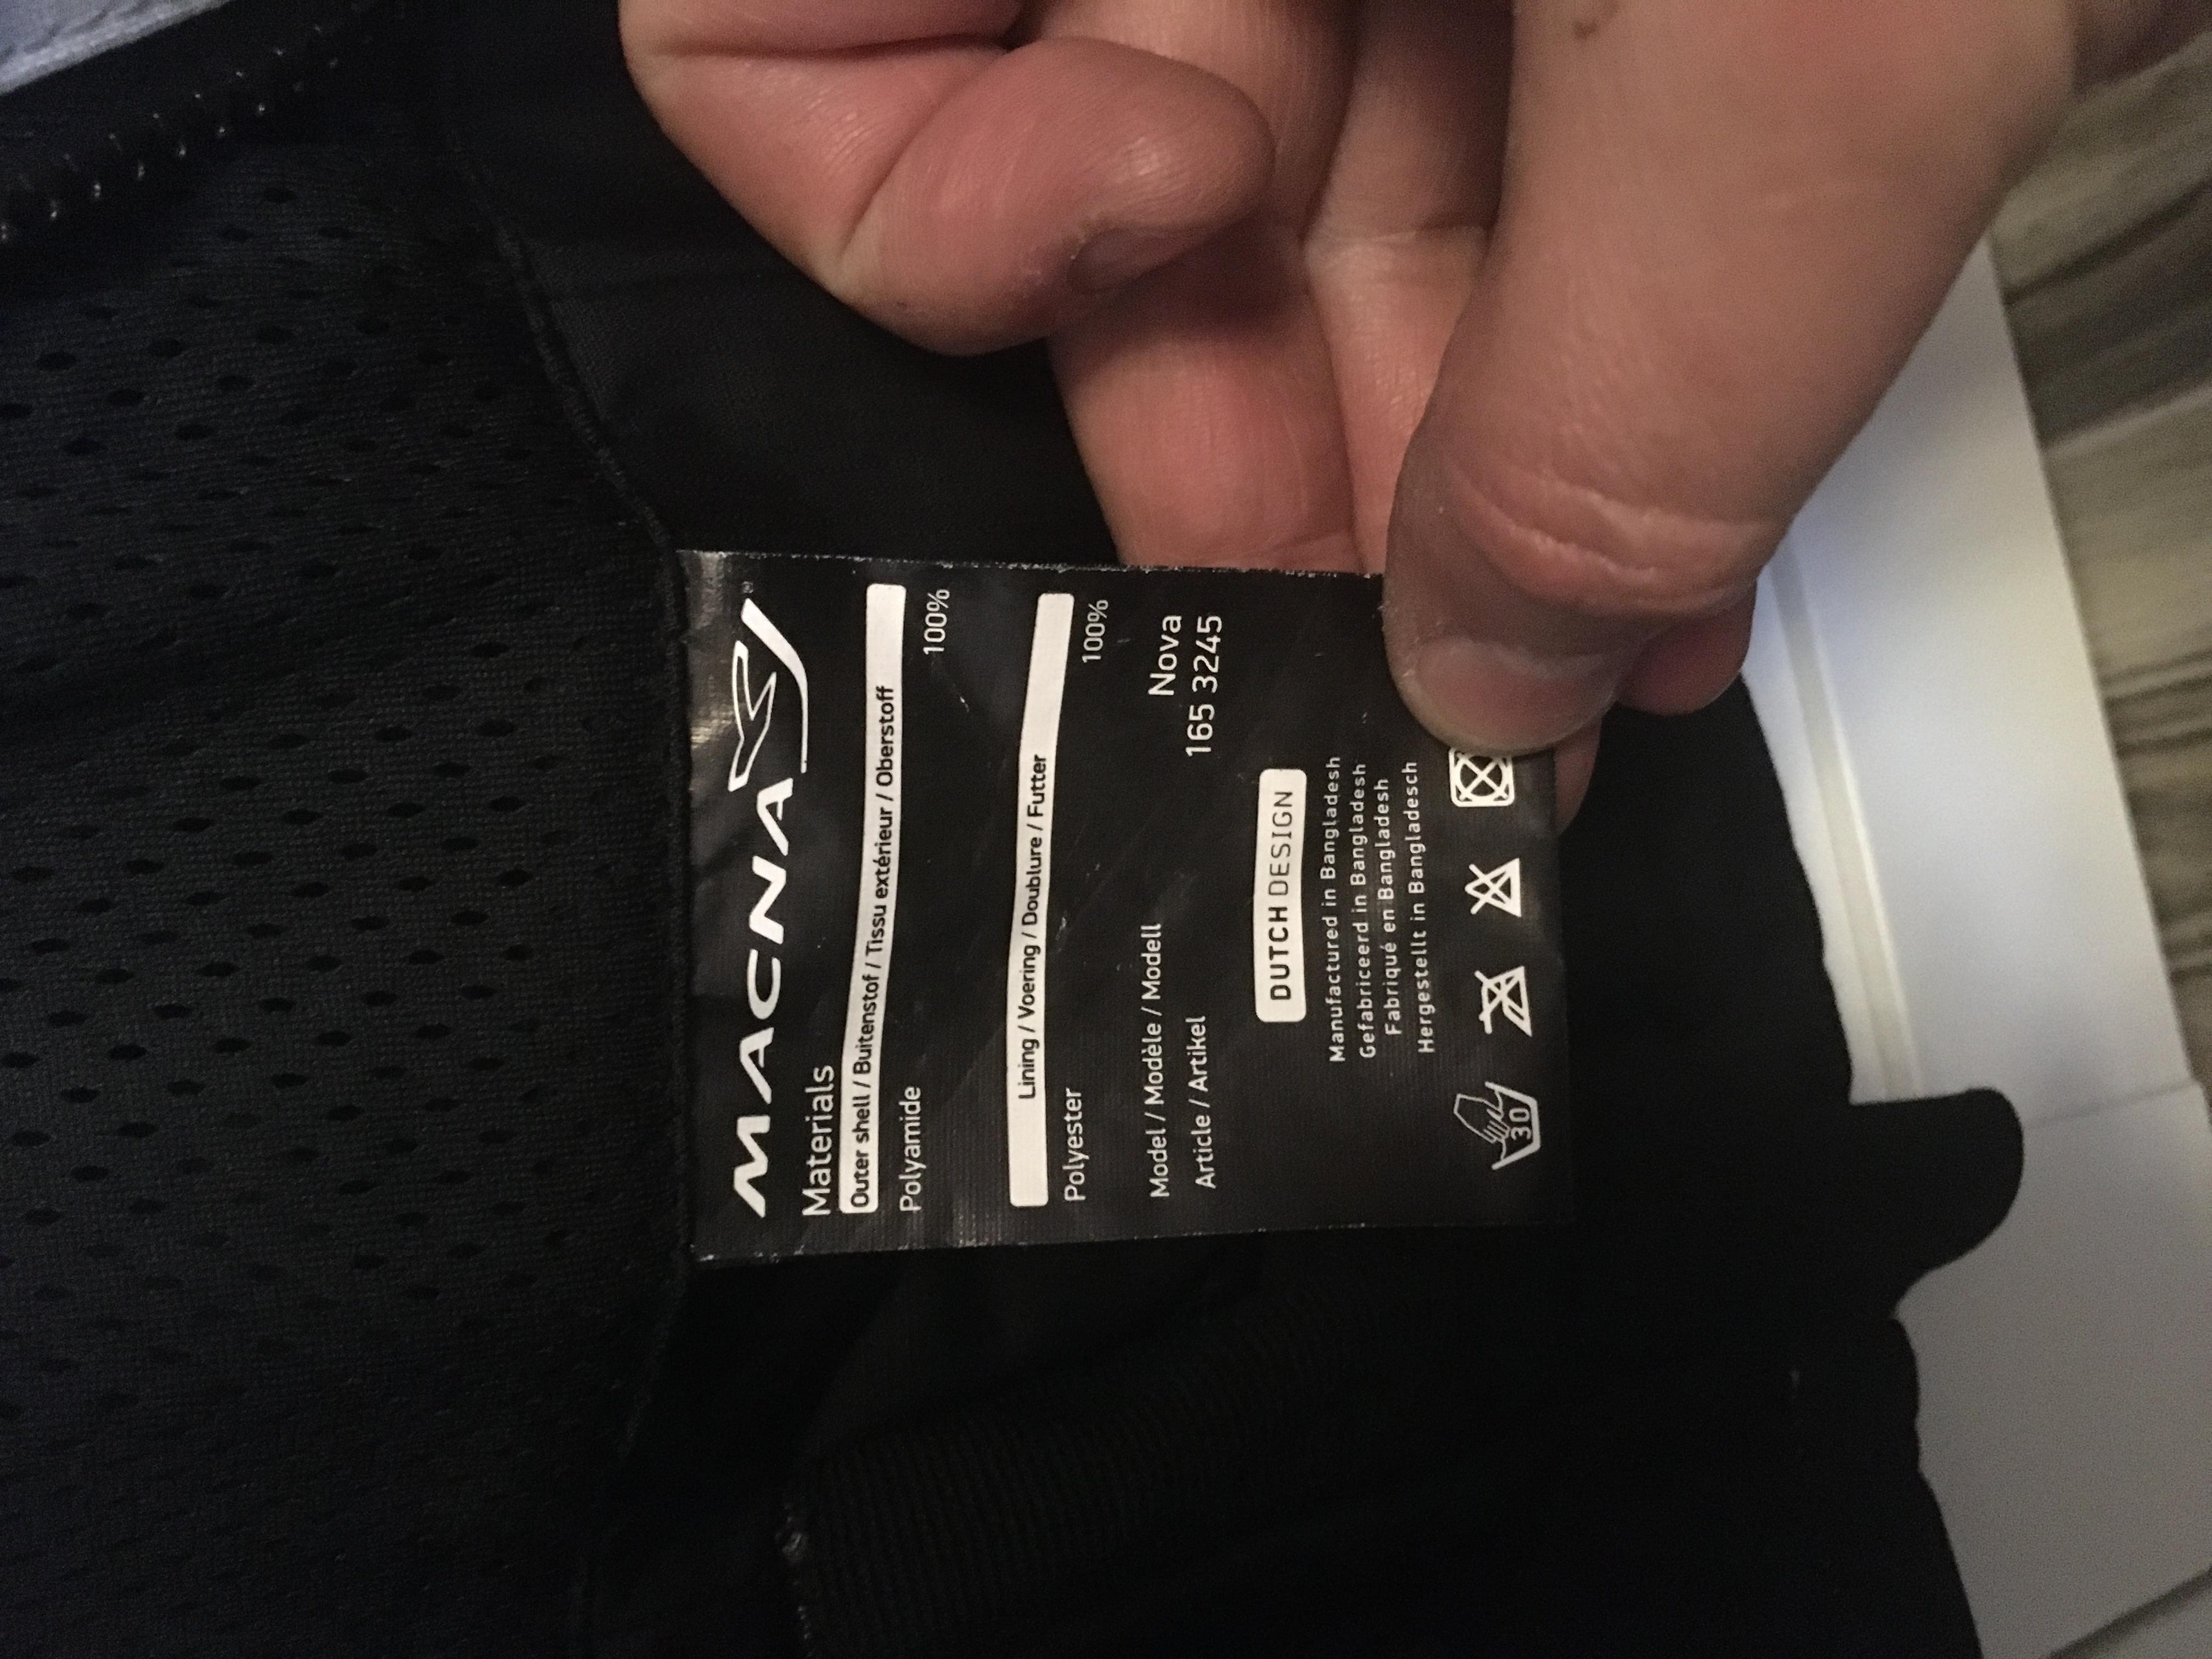 MACNA
Materials
Outer shell / Buitenstof / Tissu extérieur / Oberstoff
Polyamide 100%
Lining / Voering / Doublure / Futter
Polyester 100%
Model / Modèle / Modell Nova
Article / Artikel 165 3245
DUTCH DESIGN
Manufactured in Bangladesh
Gefabriceerd in Bangladesh
Fabriqué en Bangladesh
Hergestellt in Bangladesch
30